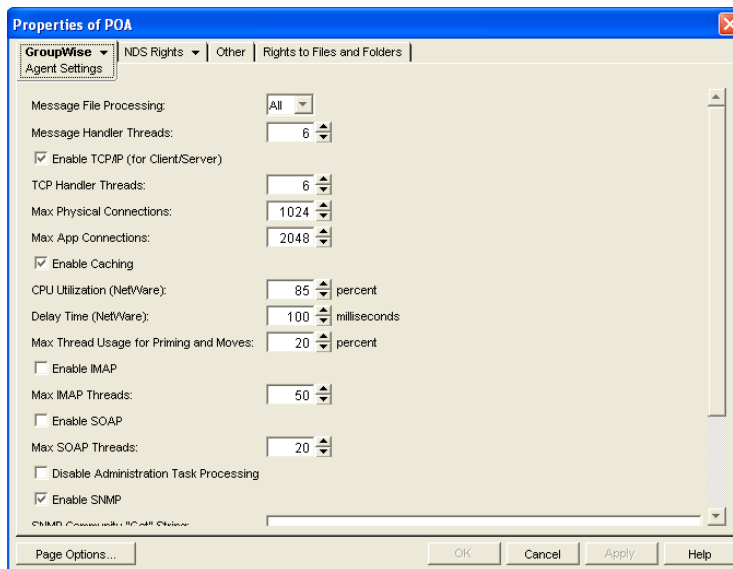 Properties of POA
GroupWise NDS Rights Other Rights to Files and Folders
Agent Settings
Message File Processing: All
Message Handler Threads: 6
Enable TCP/IP (for Client/Server)
TCP Handler Threads: 6
Max Physical Connections: 1024
Max App Connections: 2048
Enable Caching
CPU Utilization (NetWare): 85 percent
Delay Time (NetWare): 100 milliseconds
Max Thread Usage for Priming and Moves: 20 percent
Enable IMAP
Max IMAP Threads: 50
Enable SOAP
Max SOAP Threads: 20
Disable Administration Task Processing
Enable SNMP
SNMP Community "Get" String:
Page Options... OK Cancel Apply Help